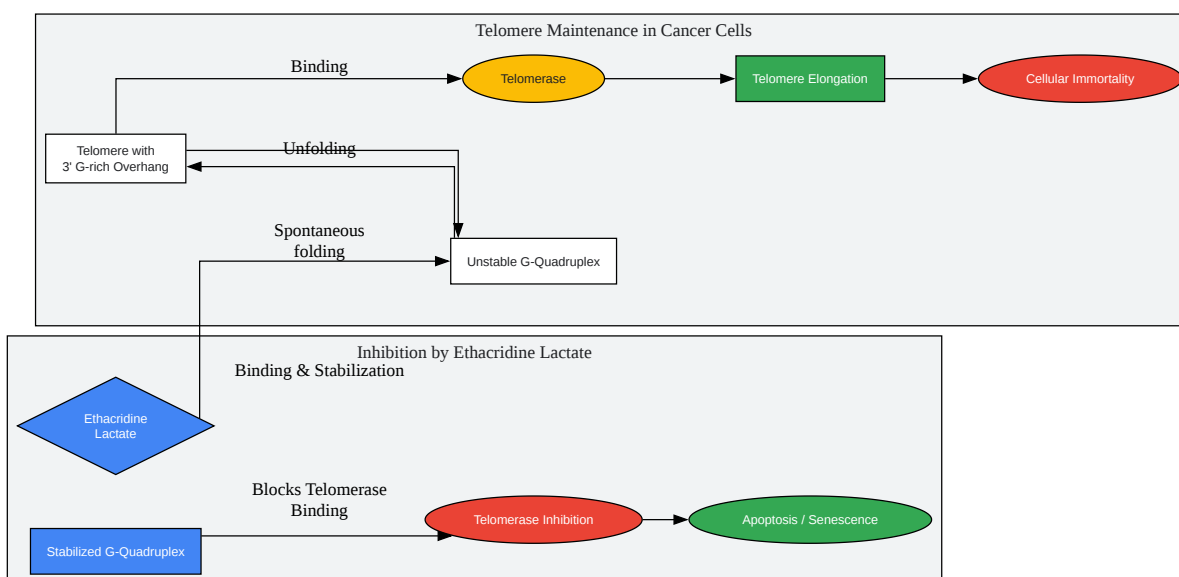 Telomere Maintenance in Cancer Cells
Binding
Telomerase
Telomere Elongation
Cellular Immortality
Telomere with
3' G-rich Overhang
Unfolding
Spontaneous
folding
Unstable G-Quadruplex
Inhibition by Ethacridine Lactate
Binding & Stabilization
Ethacridine
Lactate
Blocks Telomerase
Binding
Telomerase Inhibition
Apoptosis / Senescence
Stabilized G-Quadruplex